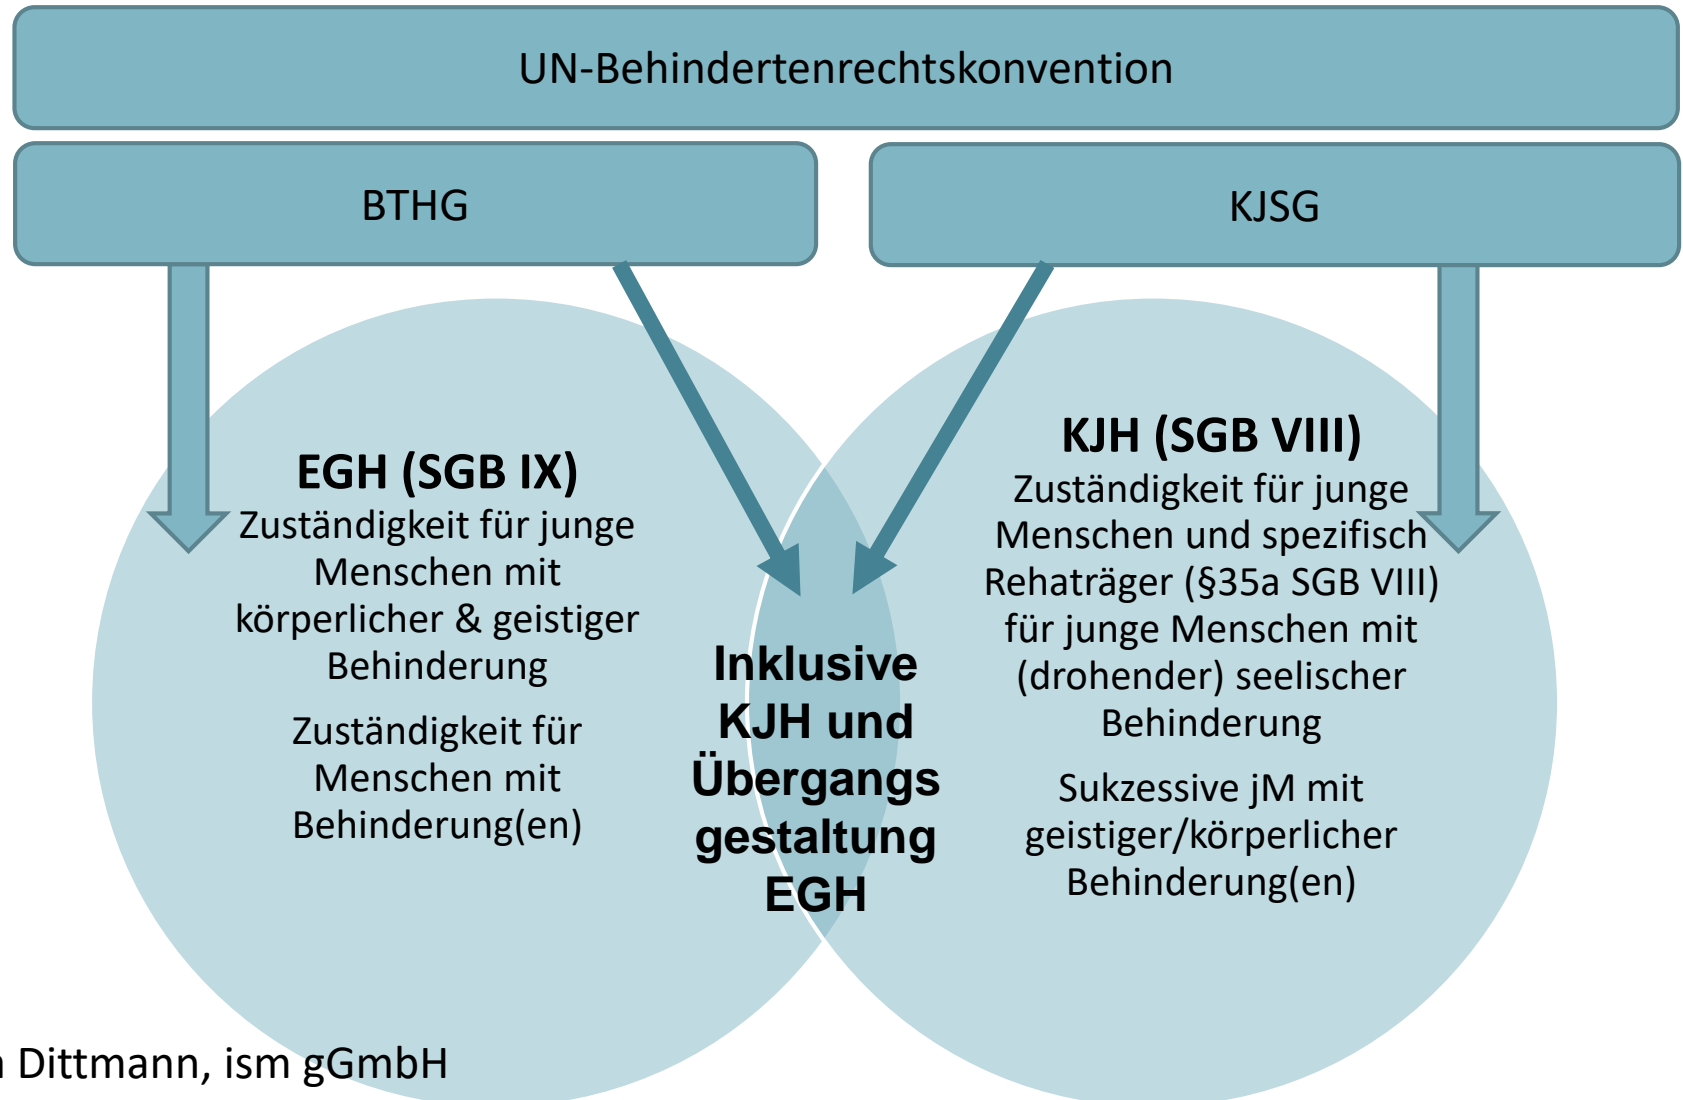 UN-Behindertenrechtskonvention
BTHG
KJSG
EGH (SGB IX)
Zuständigkeit für junge
Menschen mit
körperlicher & geistiger
Behinderung
Zuständigkeit für
Menschen mit
Behinderung(en)
Inklusive
KJH und
Übergangs
gestaltung
EGH
KJH (SGB VIII)
Zuständigkeit für junge
Menschen und spezifisch
Rehaträger (§35a SGB VIII)
für junge Menschen mit
(drohender) seelischer
Behinderung
Sukzessive jM mit
geistiger/körperlicher
Behinderung(en)
Dittmann, ism gGmbH